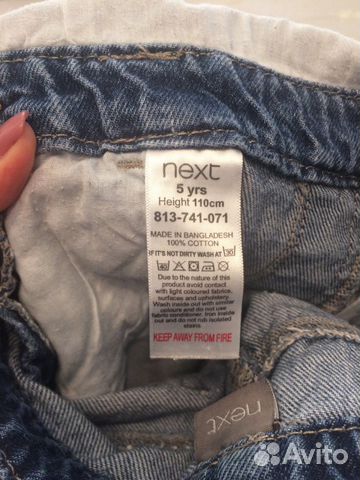 next
5 yrs
Height 110cm
813-741-071
MADE IN BANGLADESH
100% COTTON
IF IT'S NOT DIRTY WASH AT 30
Due to the nature of this
product avoid contact
with light coloured fabrics,
surfaces and upholstery.
Wash inside out with similar
colours and do not use
fabric conditioner. Iron inside
out and do not rub isolated
stains.
KEEP AWAY FROM FIRE
next
Avito